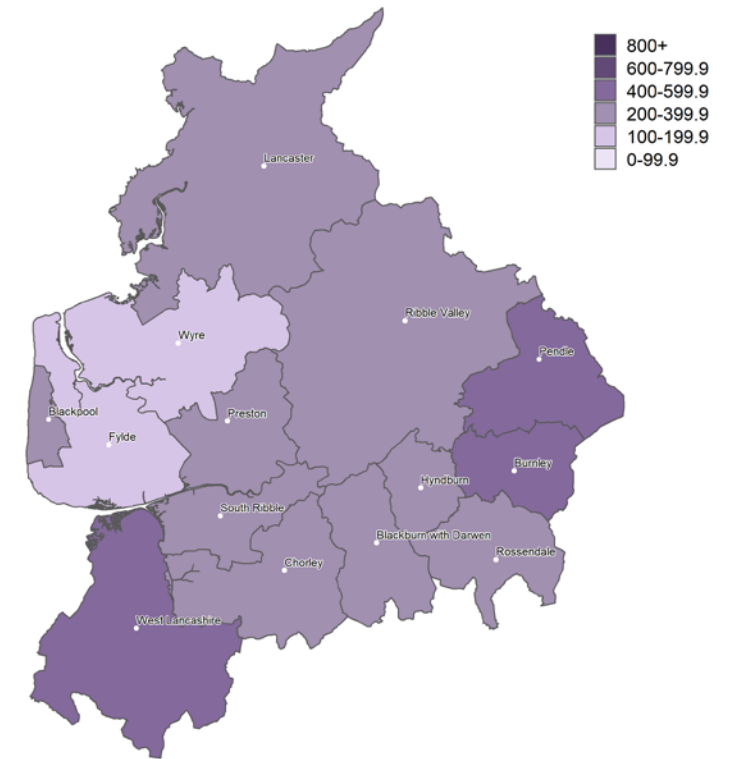 800+
600-799.9
400-599.9
200-399.9
100-199.9
0-99.9
Lancaster
Ribble Valley
Wyre
Pendle
Blackpool
Preston
Fylde
Burnley
Hyndburn
South Ribble
Blackburn with Darwen
Rossendale
Chorley
West Lancashire